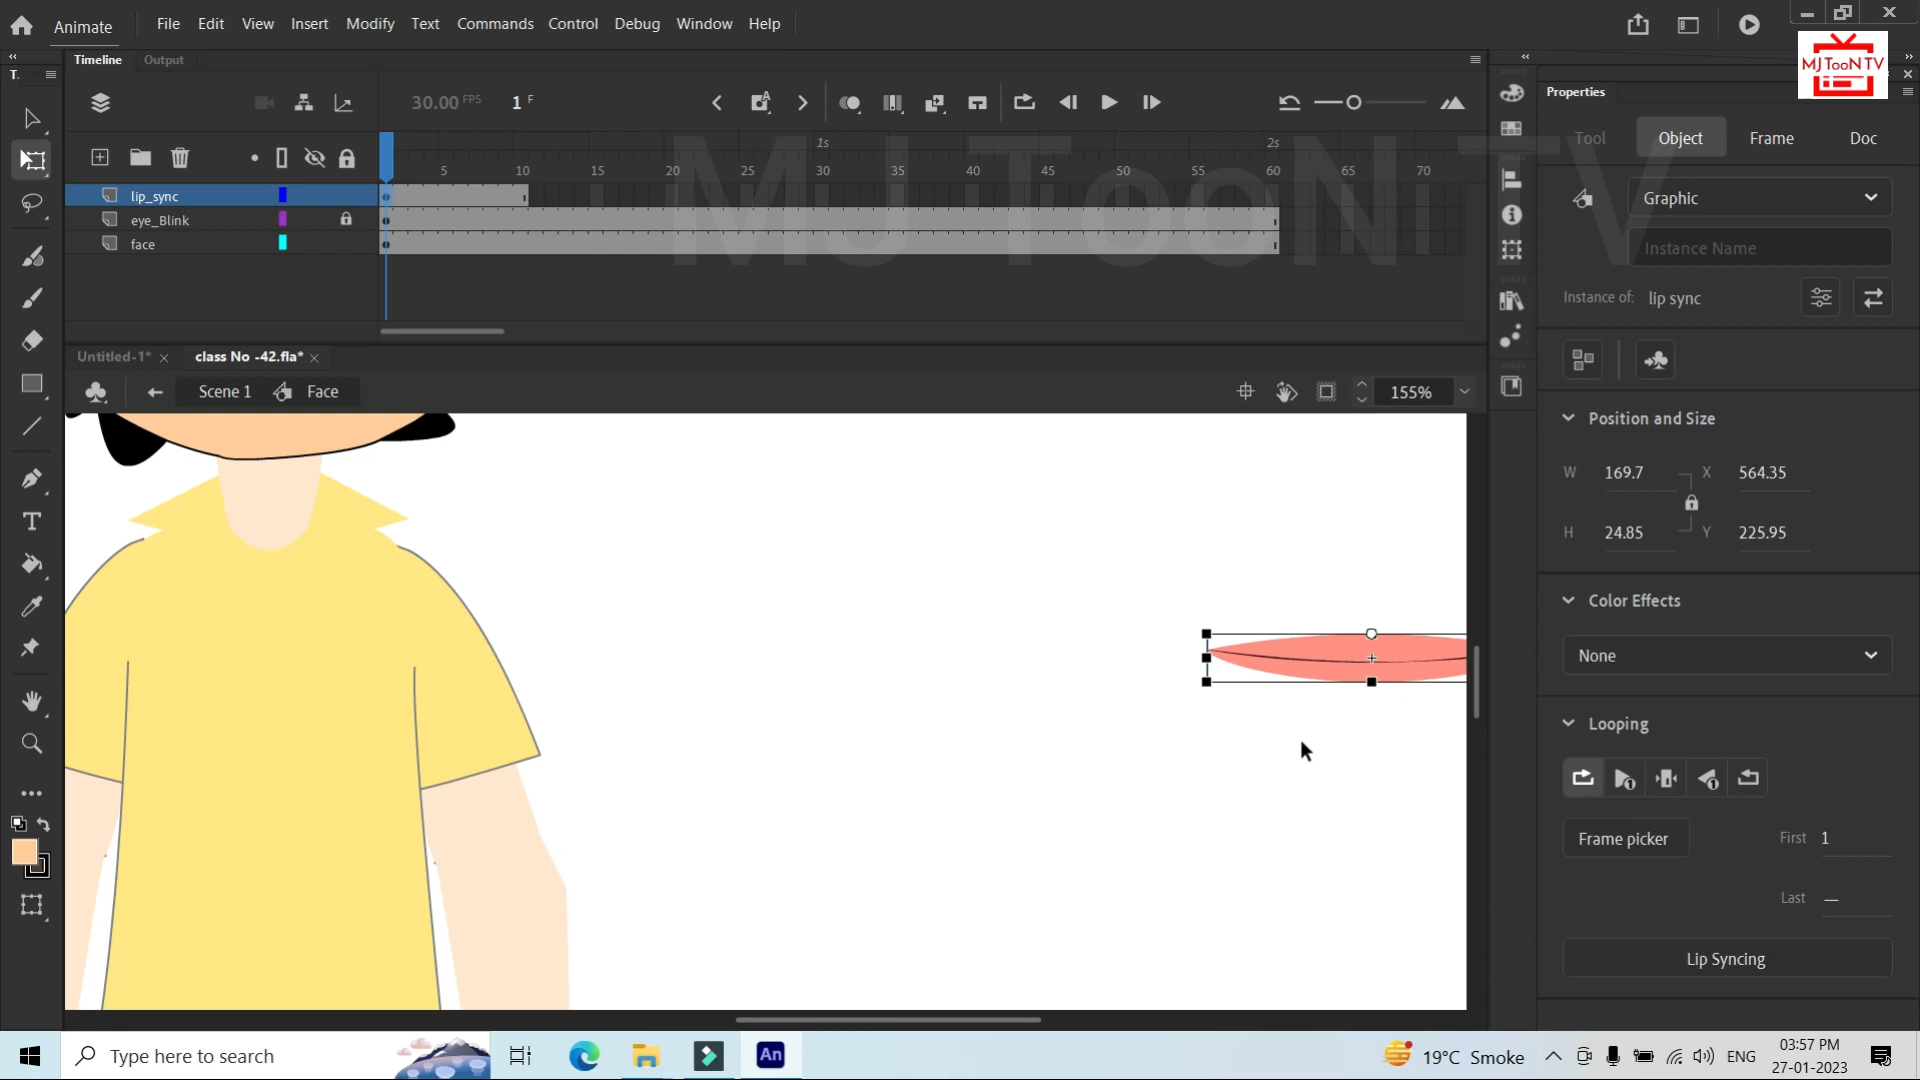 Animate File Edit View Insert Modify Text Commands Control Debug Window Help
MJTooNTV
Timeline Output
T.
Properties
30.00 FPS 1 F
Tool Object Frame Doc
1s 2s
5 10 15 20 25 30 35 40 45 50 55 60 65 70
MJ TooN TV
lip_sync
eye_Blink
face
Graphic
Instance Name
Instance of: lip sync
Untitled-1* class No -42.fla*
Scene 1 Face 155%
Position and Size
W 169.7 X 564.35
H 24.85 Y 225.95
Color Effects
None
Looping
Frame picker First 1
Last —
Lip Syncing
Type here to search
An
19°C Smoke
ENG
03:57 PM
27-01-2023